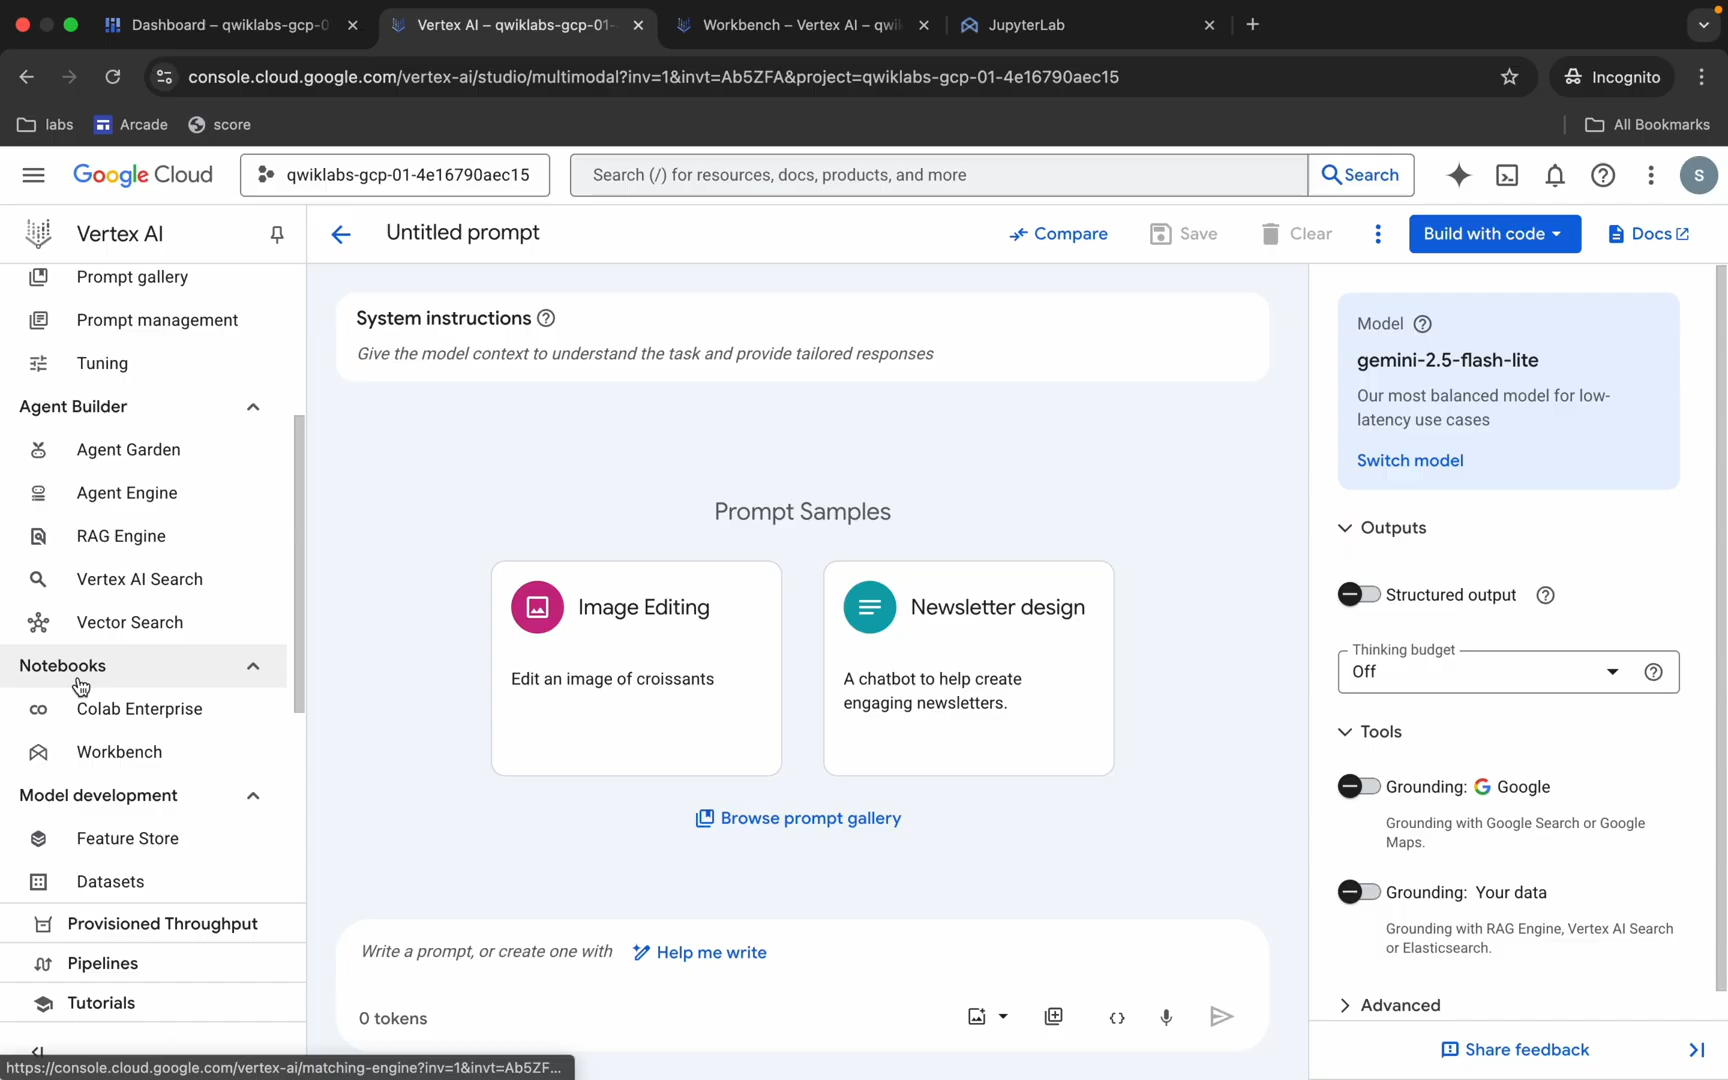 Dashboard – qwiklabs-gcp-0
Vertex AI – qwiklabs-gcp-01-
Workbench – Vertex AI – qwi
JupyterLab
console.cloud.google.com/vertex-ai/studio/multimodal?inv=1&invt=Ab5ZFA&project=qwiklabs-gcp-01-4e16790aec15
Incognito
labs
Arcade
score
All Bookmarks
Google Cloud
qwiklabs-gcp-01-4e16790aec15
Search (/) for resources, docs, products, and more
Search
S
Vertex AI
Untitled prompt
Compare
Save
Clear
Build with code
Docs
Prompt gallery
Prompt management
Tuning
Agent Builder
Agent Garden
Agent Engine
RAG Engine
Vertex AI Search
Vector Search
Notebooks
Colab Enterprise
Workbench
Model development
Feature Store
Datasets
Provisioned Throughput
Pipelines
Tutorials
https://console.cloud.google.com/vertex-ai/matching-engine?inv=1&invt=Ab5ZF...
System instructions
Give the model context to understand the task and provide tailored responses
Prompt Samples
Image Editing
Edit an image of croissants
Newsletter design
A chatbot to help create
engaging newsletters.
Browse prompt gallery
Write a prompt, or create one with Help me write
0 tokens
Model
gemini-2.5-flash-lite
Our most balanced model for low-
latency use cases
Switch model
Outputs
Structured output
Thinking budget
Off
Tools
Grounding: Google
Grounding with Google Search or Google
Maps.
Grounding: Your data
Grounding with RAG Engine, Vertex AI Search
or Elasticsearch.
Advanced
Share feedback